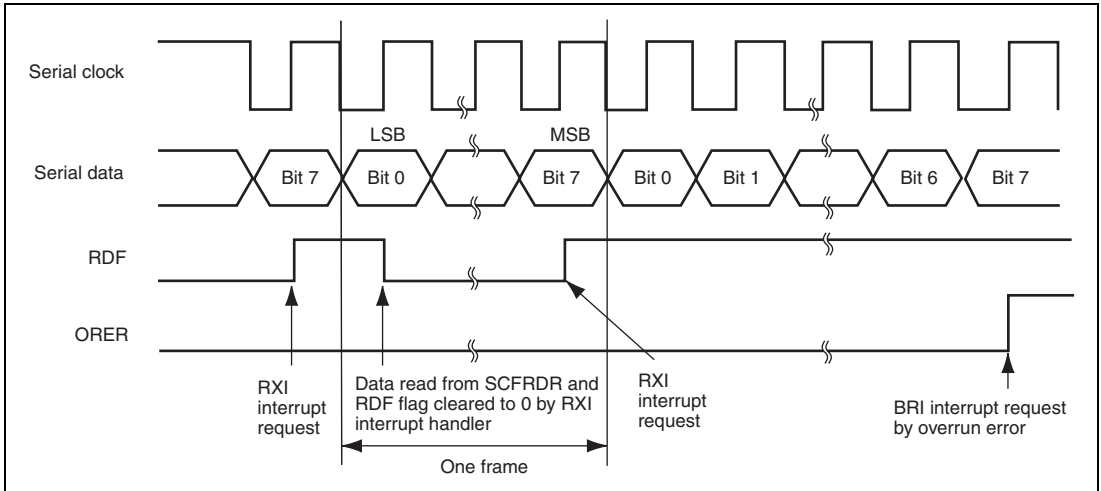 Serial clock
LSB
MSB
Serial data
Bit 7
Bit 0
Bit 7
Bit 0
Bit 1
Bit 6
Bit 7
RDF
ORER
RXI
interrupt
request
Data read from SCFRDR and
RDF flag cleared to 0 by RXI
interrupt handler
RXI
interrupt
request
BRI interrupt request
by overrun error
One frame